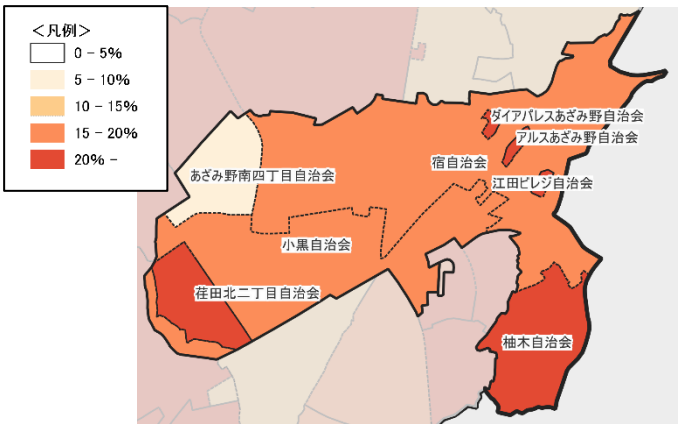 <凡例>
0 - 5%
5 - 10%
10 - 15%
15 - 20%
20% -
ダイアパレスあざみ野自治会
アルスあざみ野自治会
宿自治会
あざみ野南四丁目自治会
江田ビレジ自治会
小黒自治会
荏田北二丁目自治会
柚木自治会